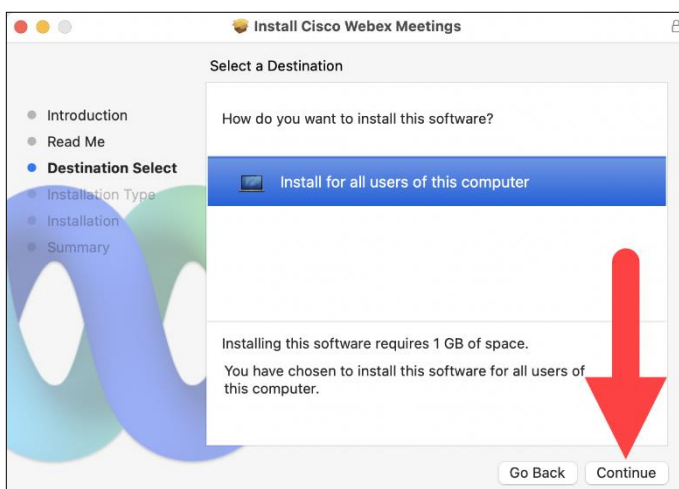 Install Cisco Webex Meetings
Select a Destination
Introduction
Read Me
Destination Select
Installation Type
Installation
Summary
How do you want to install this software?
Install for all users of this computer
Installing this software requires 1 GB of space.
You have chosen to install this software for all users of
this computer.
Go Back
Continue